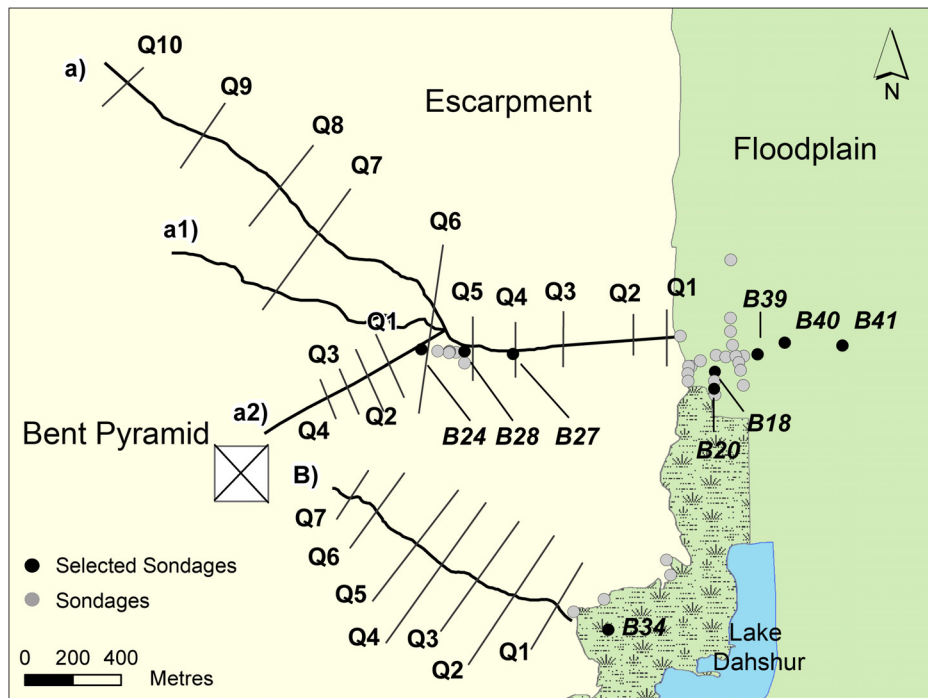 Q10
a)
Q9
Escarpment
N
Q8
Floodplain
Q7
a1)
Q6
Q5
Q4
Q3
Q2
Q1
B39
B40
B41
Q1
Q3
Q2
Q4
a2)
B24
B28
B27
B18
B20
Bent Pyramid
B)
Q7
Q6
Q5
Q4
Q3
Q2
Q1
B34
Selected Sondages
Sondages
0 200 400
Metres
Lake
Dahshur